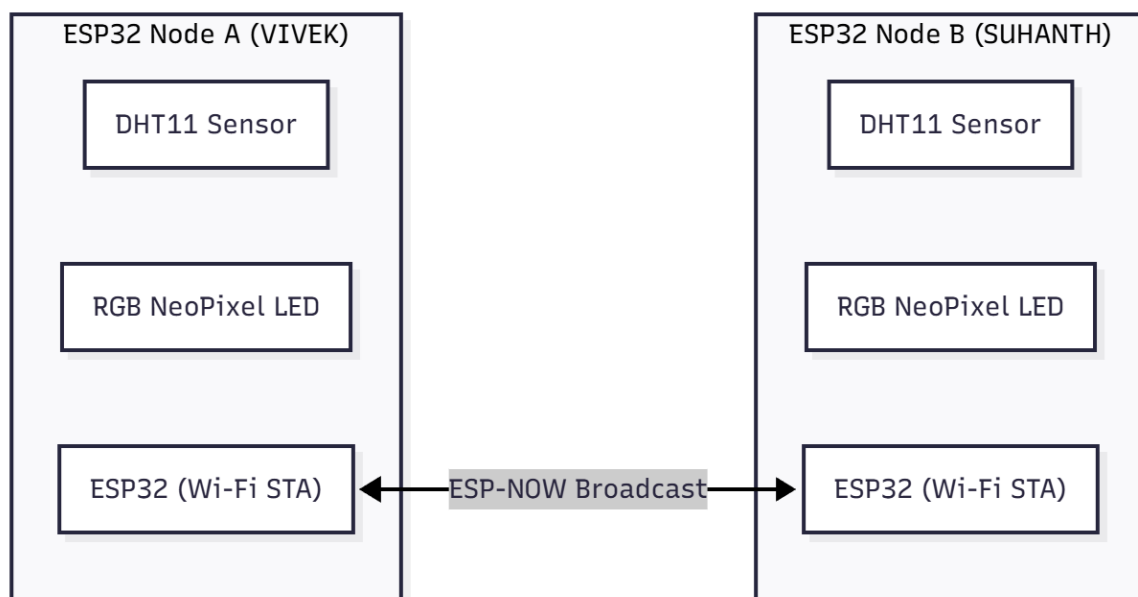 ESP32 Node A (VIVEK)
DHT11 Sensor
RGB NeoPixel LED
ESP32 (Wi-Fi STA)
ESP-NOW Broadcast
ESP32 Node B (SUHANTH)
DHT11 Sensor
RGB NeoPixel LED
ESP32 (Wi-Fi STA)